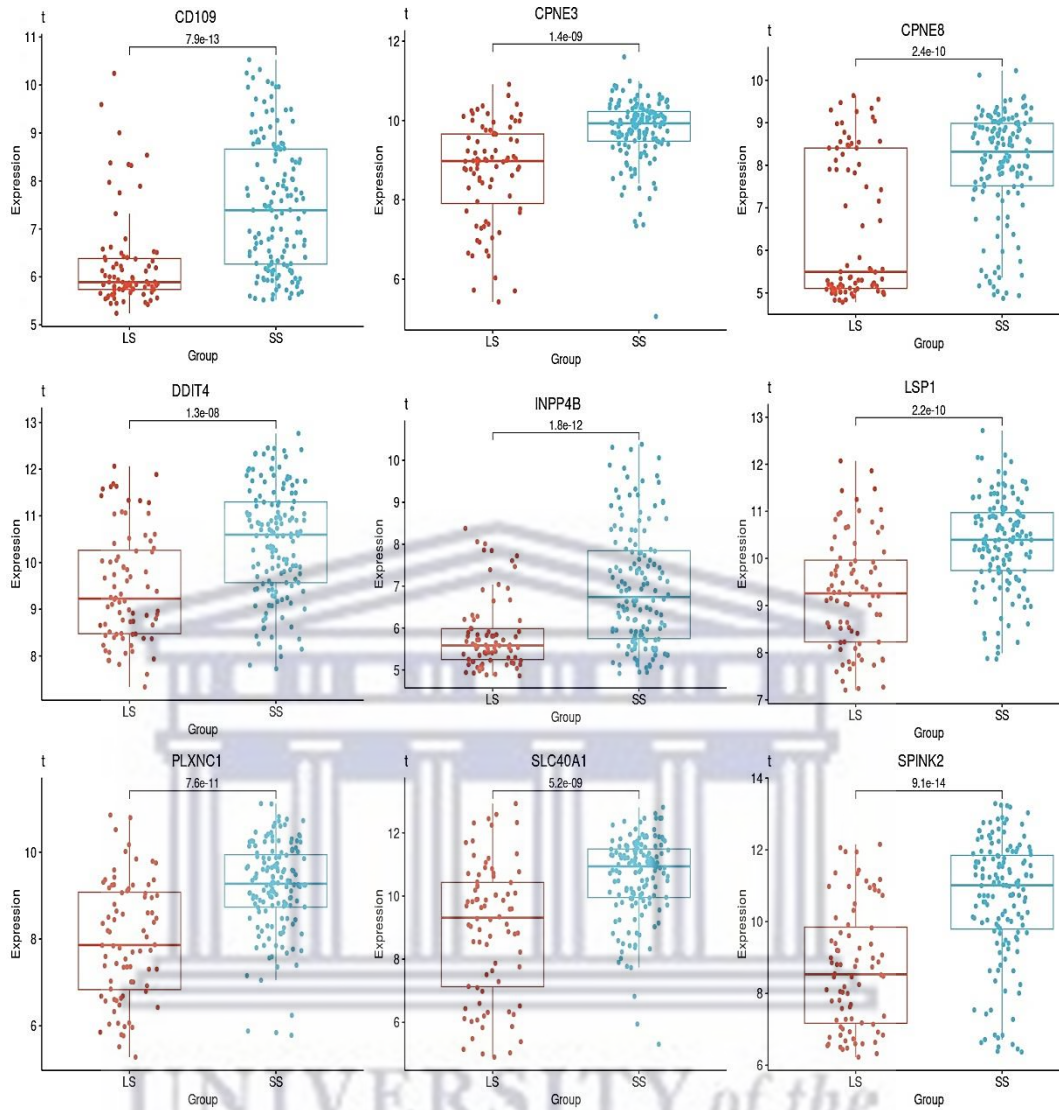 t CD109
7.9e-13
11
10
9
8
7
6
5
Expression
LS SS
Group
t CPNE3
1.4e-09
12
10
8
6
Expression
LS SS
Group
t CPNE8
2.4e-10
10
9
8
7
6
5
Expression
LS SS
Group
t DDIT4
1.3e-08
13
12
11
10
9
8
Expression
LS SS
Group
t INPP4B
1.8e-12
10
9
8
7
6
5
Expression
LS SS
Group
t LSP1
2.2e-10
13
12
11
10
9
8
7
Expression
LS SS
Group
t PLXNC1
7.6e-11
10
8
6
Expression
LS SS
Group
t SLC40A1
5.2e-09
12
10
8
6
Expression
LS SS
Group
t SPINK2
9.1e-14
14
12
10
8
6
Expression
LS SS
Group
UNIVERSITY of the